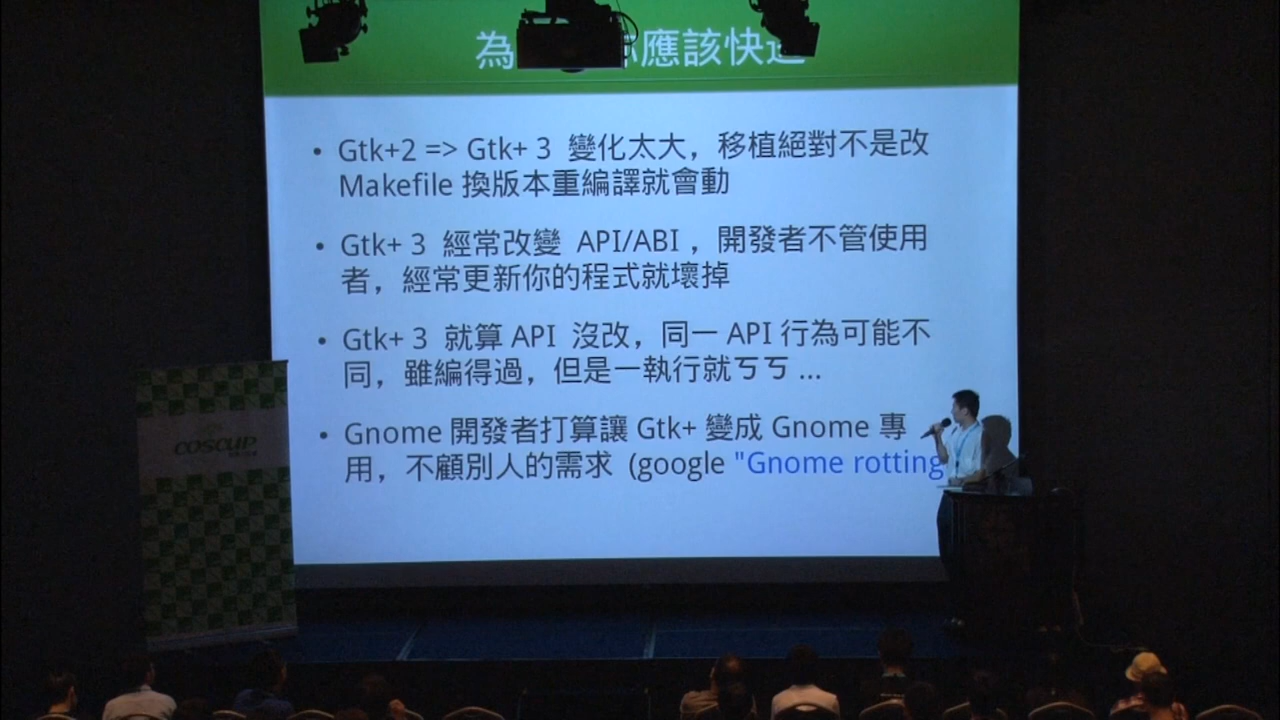 為 應該快逃
• Gtk+2 => Gtk+ 3 變化太大，移植絕對不是改
Makefile 換版本重編譯就會動
• Gtk+ 3 經常改變 API/ABI ，開發者不管使用
者，經常更新你的程式就壞掉
• Gtk+ 3 就算 API 沒改，同一 API 行為可能不
同，雖編得過，但是一執行就ㄎㄎ ...
• Gnome 開發者打算讓 Gtk+ 變成 Gnome 專
用，不顧別人的需求 (google "Gnome rotting
COSCUP